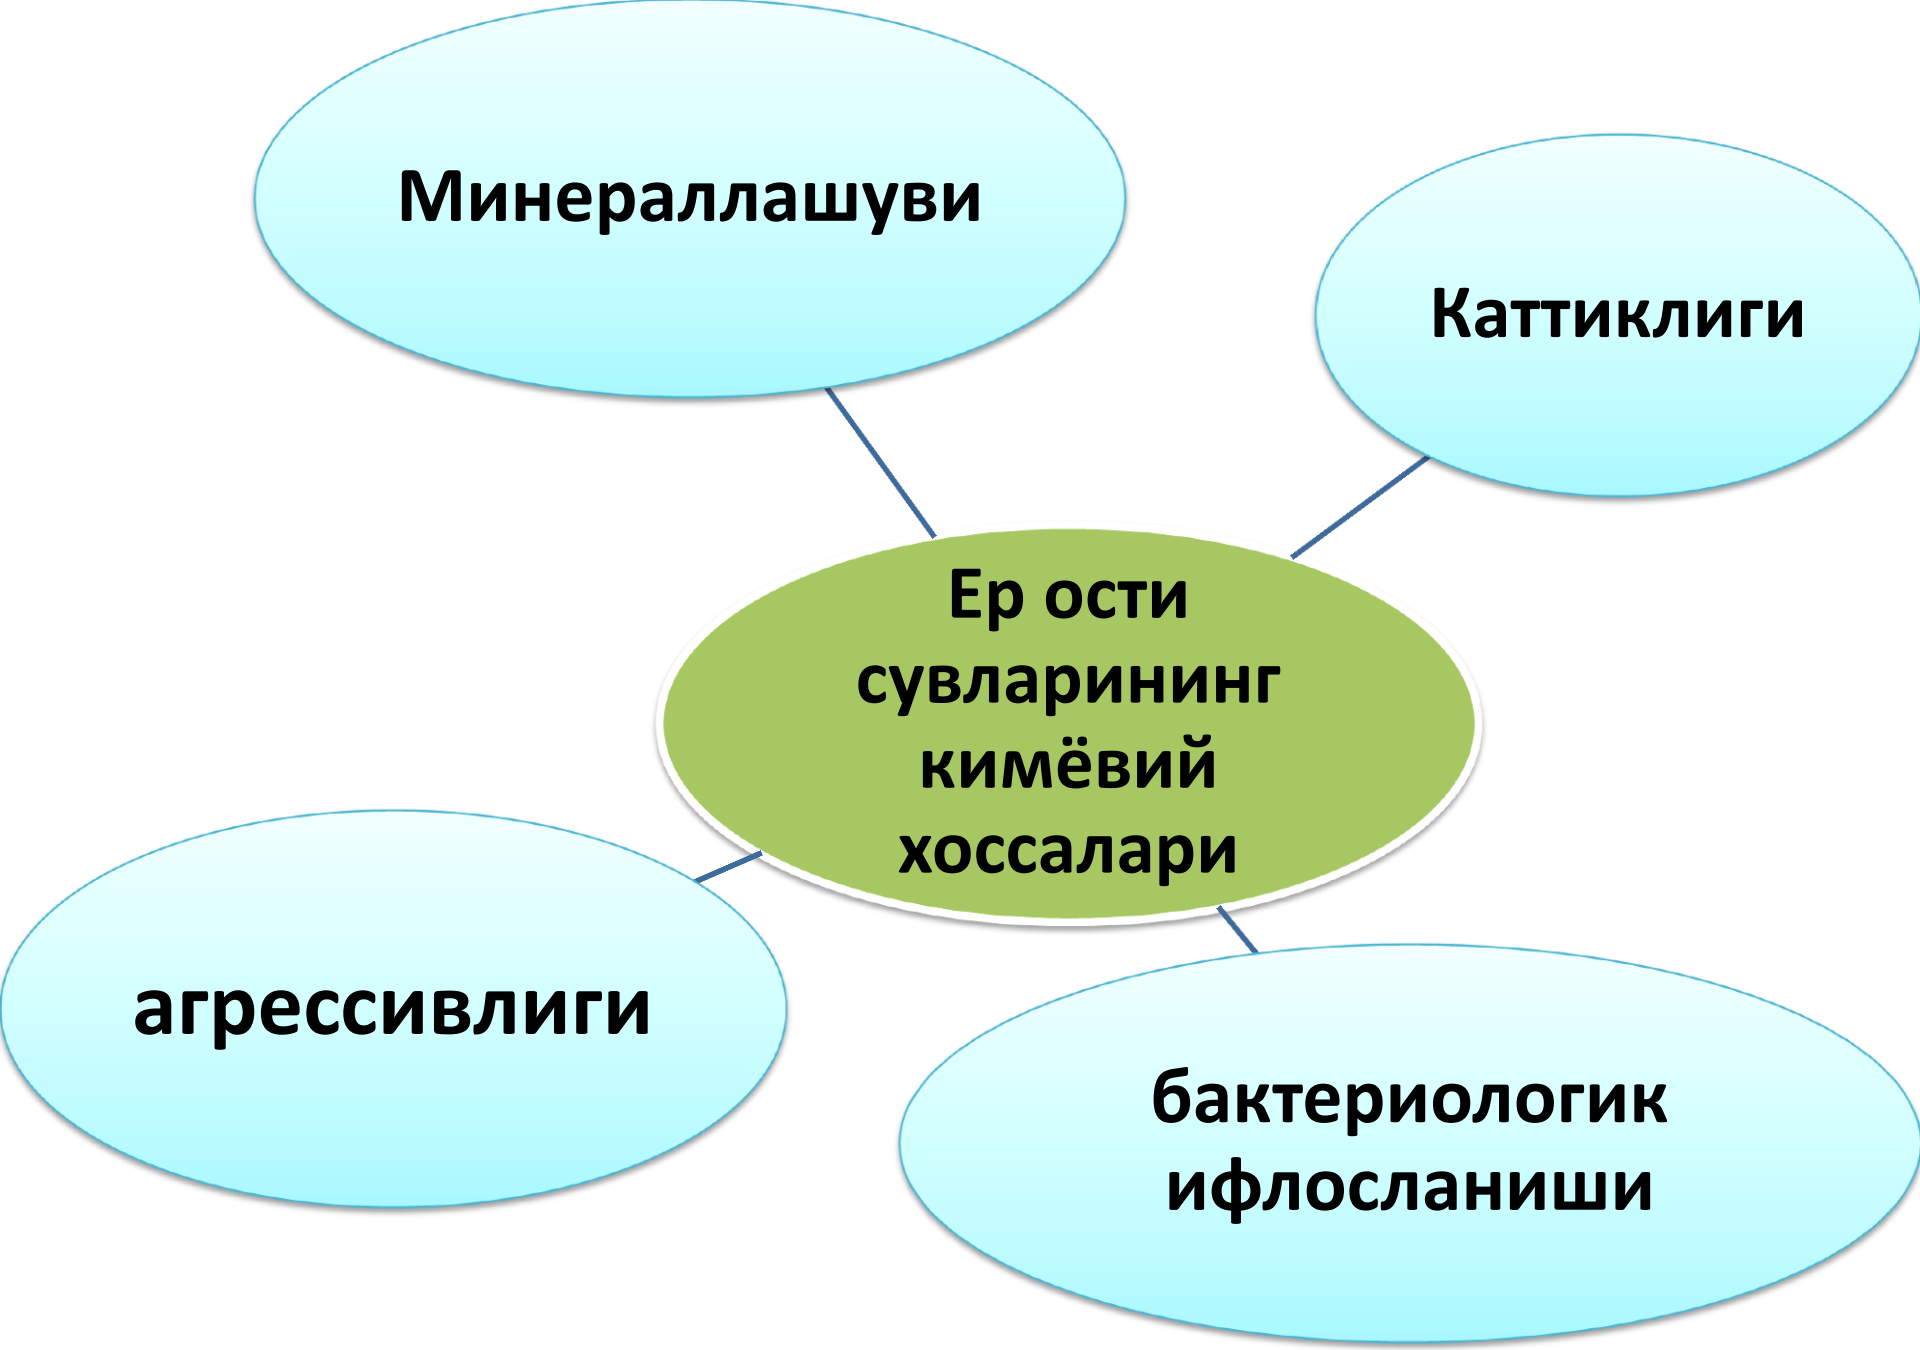 Минераллашуви
Каттиклиги
Ер ости
сувларининг
кимёвий
хоссалари
агрессивлиги
бактериологик
ифлосланиши